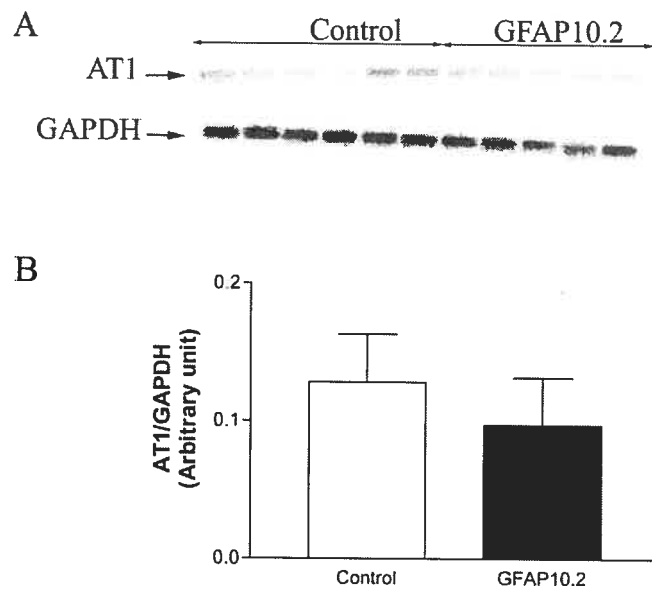 A
Control GFAP10.2
AT1
GAPDH
B
0.2
0.1
0.0
AT1/GAPDH
(Arbitrary unit)
Control GFAP10.2